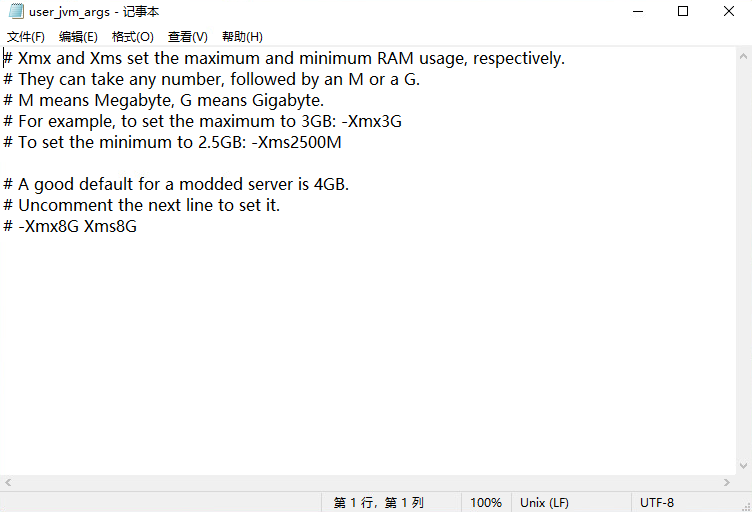 user_jvm_args - 记事本
文件(F) 编辑(E) 格式(O) 查看(V) 帮助(H)
# Xmx and Xms set the maximum and minimum RAM usage, respectively.
# They can take any number, followed by an M or a G.
# M means Megabyte, G means Gigabyte.
# For example, to set the maximum to 3GB: -Xmx3G
# To set the minimum to 2.5GB: -Xms2500M
# A good default for a modded server is 4GB.
# Uncomment the next line to set it.
# -Xmx8G Xms8G
第 1 行，第 1 列 100% Unix (LF) UTF-8